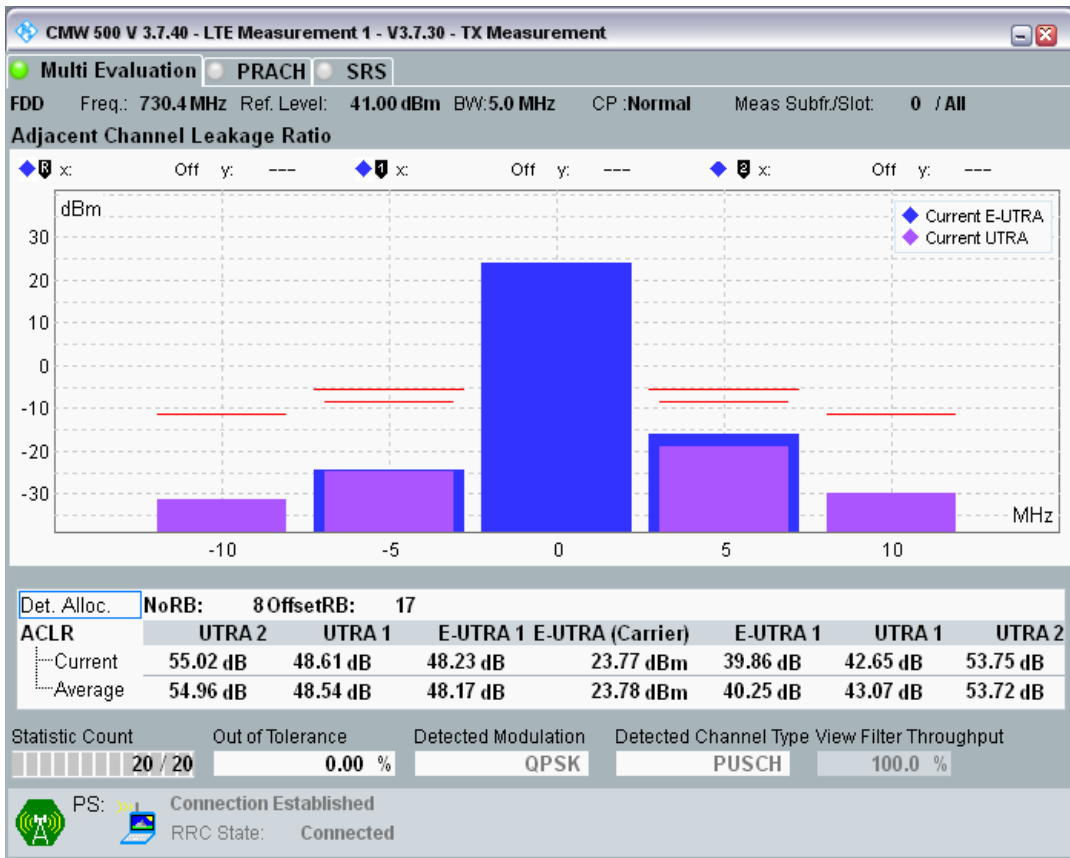 CMW 500 V 3.7.40 - LTE Measurement 1 - V3.7.30 - TX Measurement
Multi Evaluation PRACH SRS
FDD Freq.: 730.4 MHz Ref. Level: 41.00 dBm BW:5.0 MHz CP :Normal Meas Subfr./Slot: 0 / All
Adjacent Channel Leakage Ratio
R x: Off y: --- 1 x: Off y: --- 2 x: Off y: ---
dBm
Current E-UTRA
Current UTRA
30
20
10
0
-10
-20
-30
MHz
-10 -5 0 5 10
Det. Alloc. NoRB: 8 OffsetRB: 17
ACLR UTRA 2 UTRA 1 E-UTRA 1 E-UTRA (Carrier) E-UTRA 1 UTRA 1 UTRA 2
Current 55.02 dB 48.61 dB 48.23 dB 23.77 dBm 39.86 dB 42.65 dB 53.75 dB
Average 54.96 dB 48.54 dB 48.17 dB 23.78 dBm 40.25 dB 43.07 dB 53.72 dB
Statistic Count Out of Tolerance Detected Modulation Detected Channel Type View Filter Throughput
20 / 20 0.00 % QPSK PUSCH 100.0 %
PS: Connection Established
RRC State: Connected